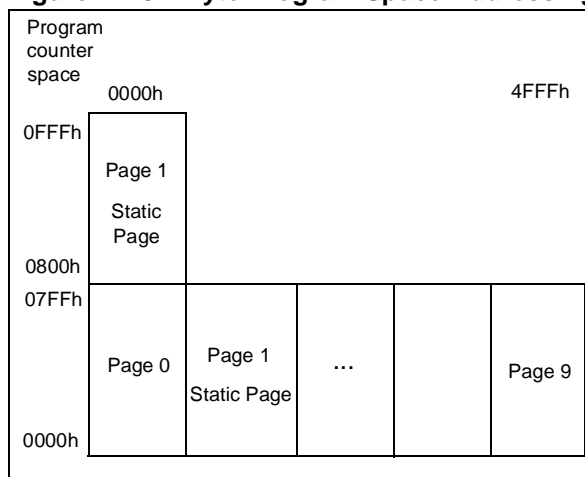 Program
counter
space
0000h
4FFFh
0FFFh
Page 1
Static
Page
0800h
07FFh
Page 0
Page 1
Static Page
...
Page 9
0000h